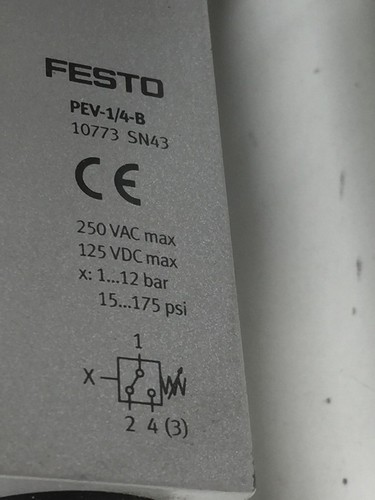 FESTO
PEV-1/4-B
10773 SN43
CE
250 VAC max
125 VDC max
x: 1...12 bar
15...175 psi
1
X
2 4 (3)